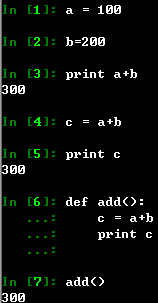 In [1]: a = 100
In [2]: b=200
In [3]: print a+b
300
In [4]: c = a+b
In [5]: print c
300
In [6]: def add():
   ...:     c = a+b
   ...:     print c
   ...:
In [7]: add()
300